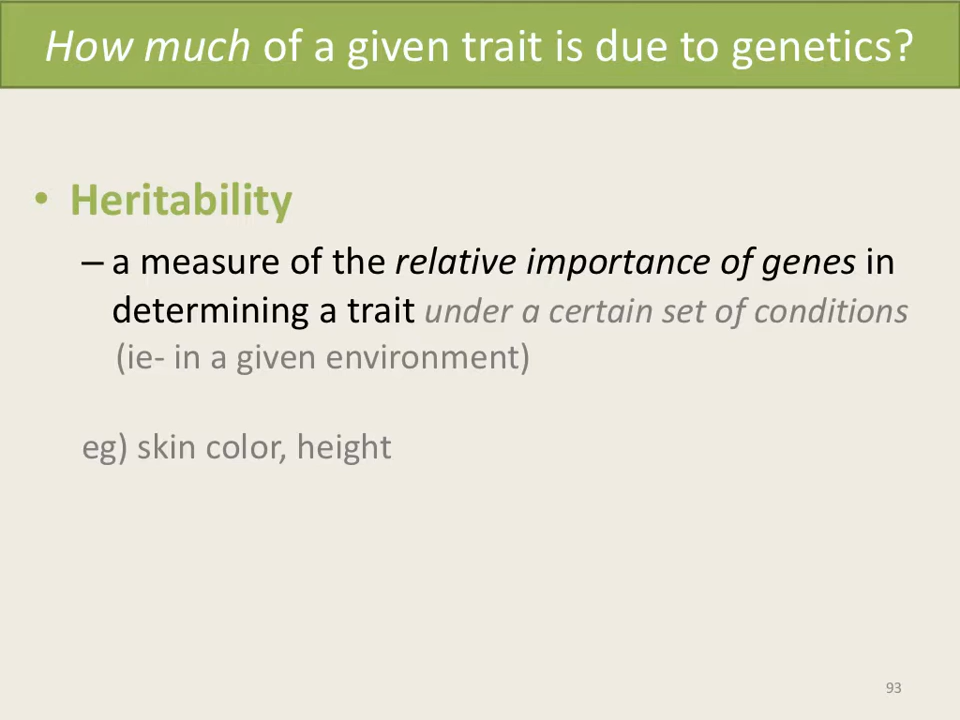 How much of a given trait is due to genetics?
• Heritability
– a measure of the relative importance of genes in
determining a trait under a certain set of conditions
(ie- in a given environment)
eg) skin color, height
93